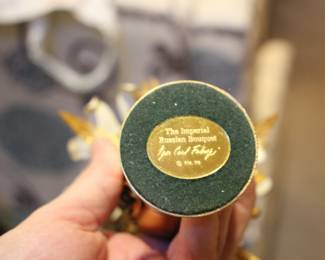 The Imperial
Russian Bouquet
Igor Carl Fabergé